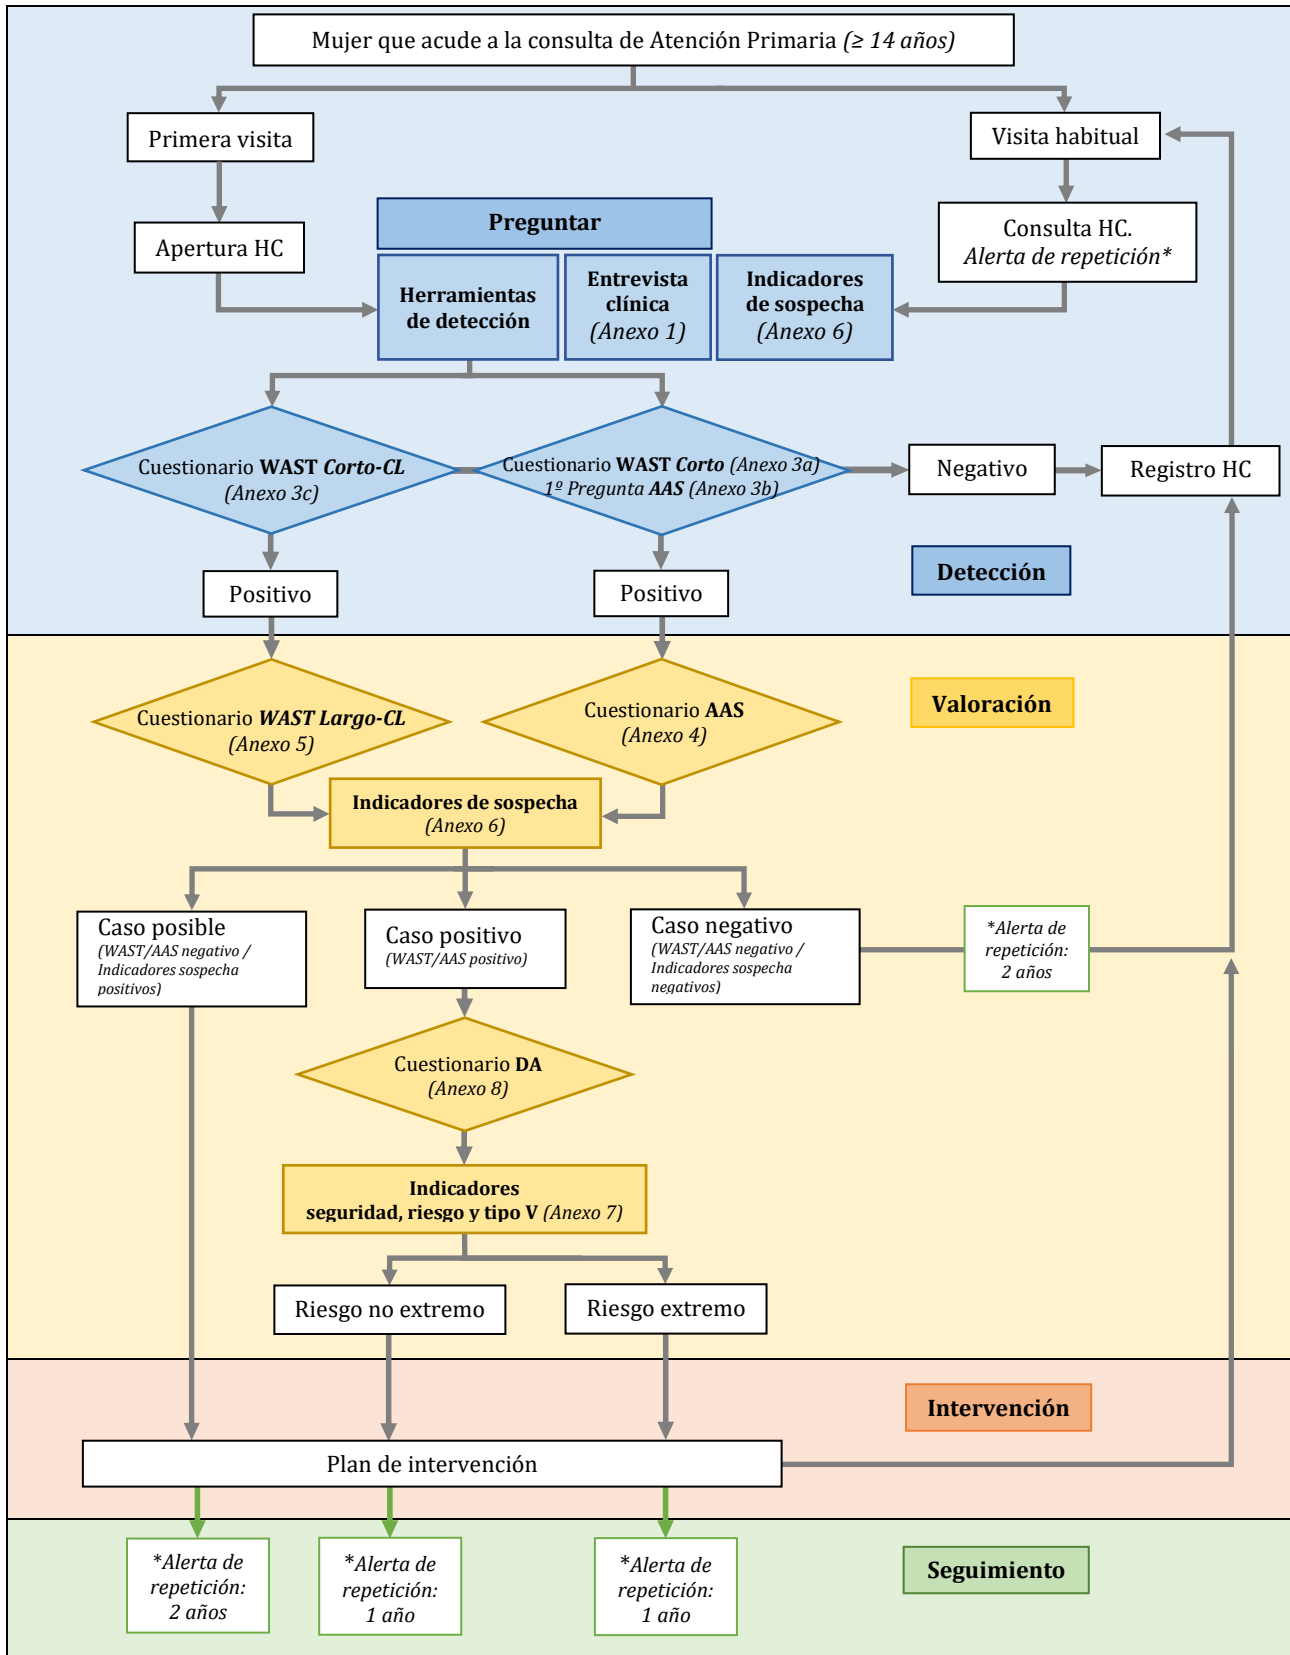 Mujer que acude a la consulta de Atención Primaria (≥ 14 años)
Primera visita
Visita habitual
Apertura HC
Preguntar
Consulta HC.
Alerta de repetición*
Herramientas
de detección
Entrevista
clínica
(Anexo 1)
Indicadores
de sospecha
(Anexo 6)
Cuestionario WAST Corto-CL
(Anexo 3c)
Cuestionario WAST Corto (Anexo 3a)
1º Pregunta AAS (Anexo 3b)
Negativo
Registro HC
Detección
Positivo
Positivo
Valoración
Cuestionario WAST Largo-CL
(Anexo 5)
Cuestionario AAS
(Anexo 4)
Indicadores de sospecha
(Anexo 6)
Caso posible
(WAST/AAS negativo /
Indicadores sospecha
positivos)
Caso positivo
(WAST/AAS positivo)
Caso negativo
(WAST/AAS negativo /
Indicadores sospecha
negativos)
*Alerta de
repetición:
2 años
Cuestionario DA
(Anexo 8)
Indicadores
seguridad, riesgo y tipo V (Anexo 7)
Riesgo no extremo
Riesgo extremo
Intervención
Plan de intervención
*Alerta de
repetición:
2 años
*Alerta de
repetición:
1 año
*Alerta de
repetición:
1 año
Seguimiento